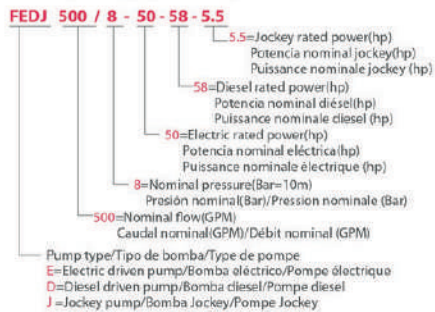 FEDJ 500 / 8 - 50 - 58 - 5.5
5.5=Jockey rated power(hp)
Potencia nominal jockey(hp)
Puissance nominale jockey (hp)
58=Diesel rated power(hp)
Potencia nominal diésel(hp)
Puissance nominale diesel (hp)
50=Electric rated power(hp)
Potencia nominal eléctrica(hp)
Puissance nominale électrique (hp)
8=Nominal pressure(Bar=10m)
Presión nominal(Bar)/Pression nominale (Bar)
500=Nominal flow(GPM)
Caudal nominal(GPM)/Débit nominal (GPM)
Pump type/Tipo de bomba/Type de pompe
E=Electric driven pump/Bomba eléctrico/Pompe électrique
D=Diesel driven pump/Bomba diesel/Pompe diesel
J =Jockey pump/Bomba Jockey/Pompe Jockey